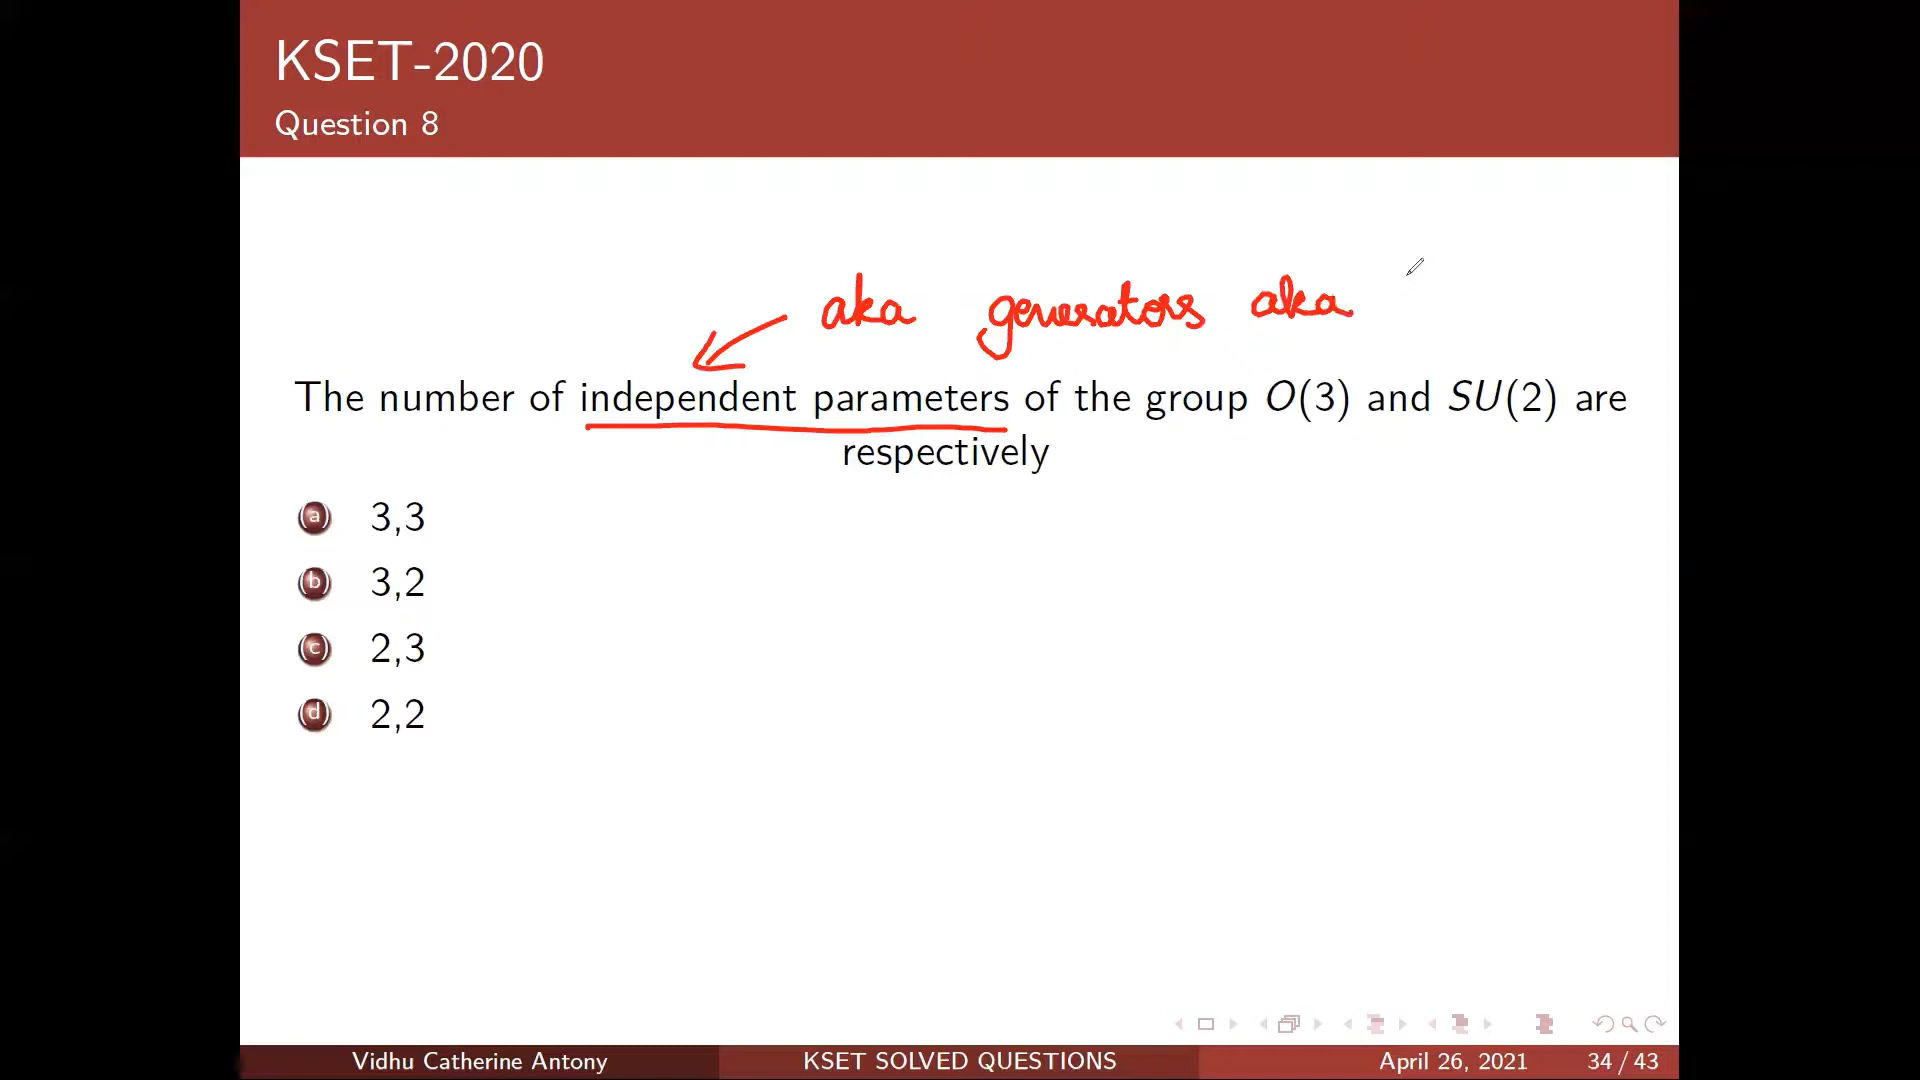 KSET-2020
Question 8
aka generators aka
The number of independent parameters of the group O(3) and SU(2) are
respectively
(a) 3,3
(b) 3,2
(c) 2,3
(d) 2,2
Vidhu Catherine Antony KSET SOLVED QUESTIONS April 26, 2021 34 / 43